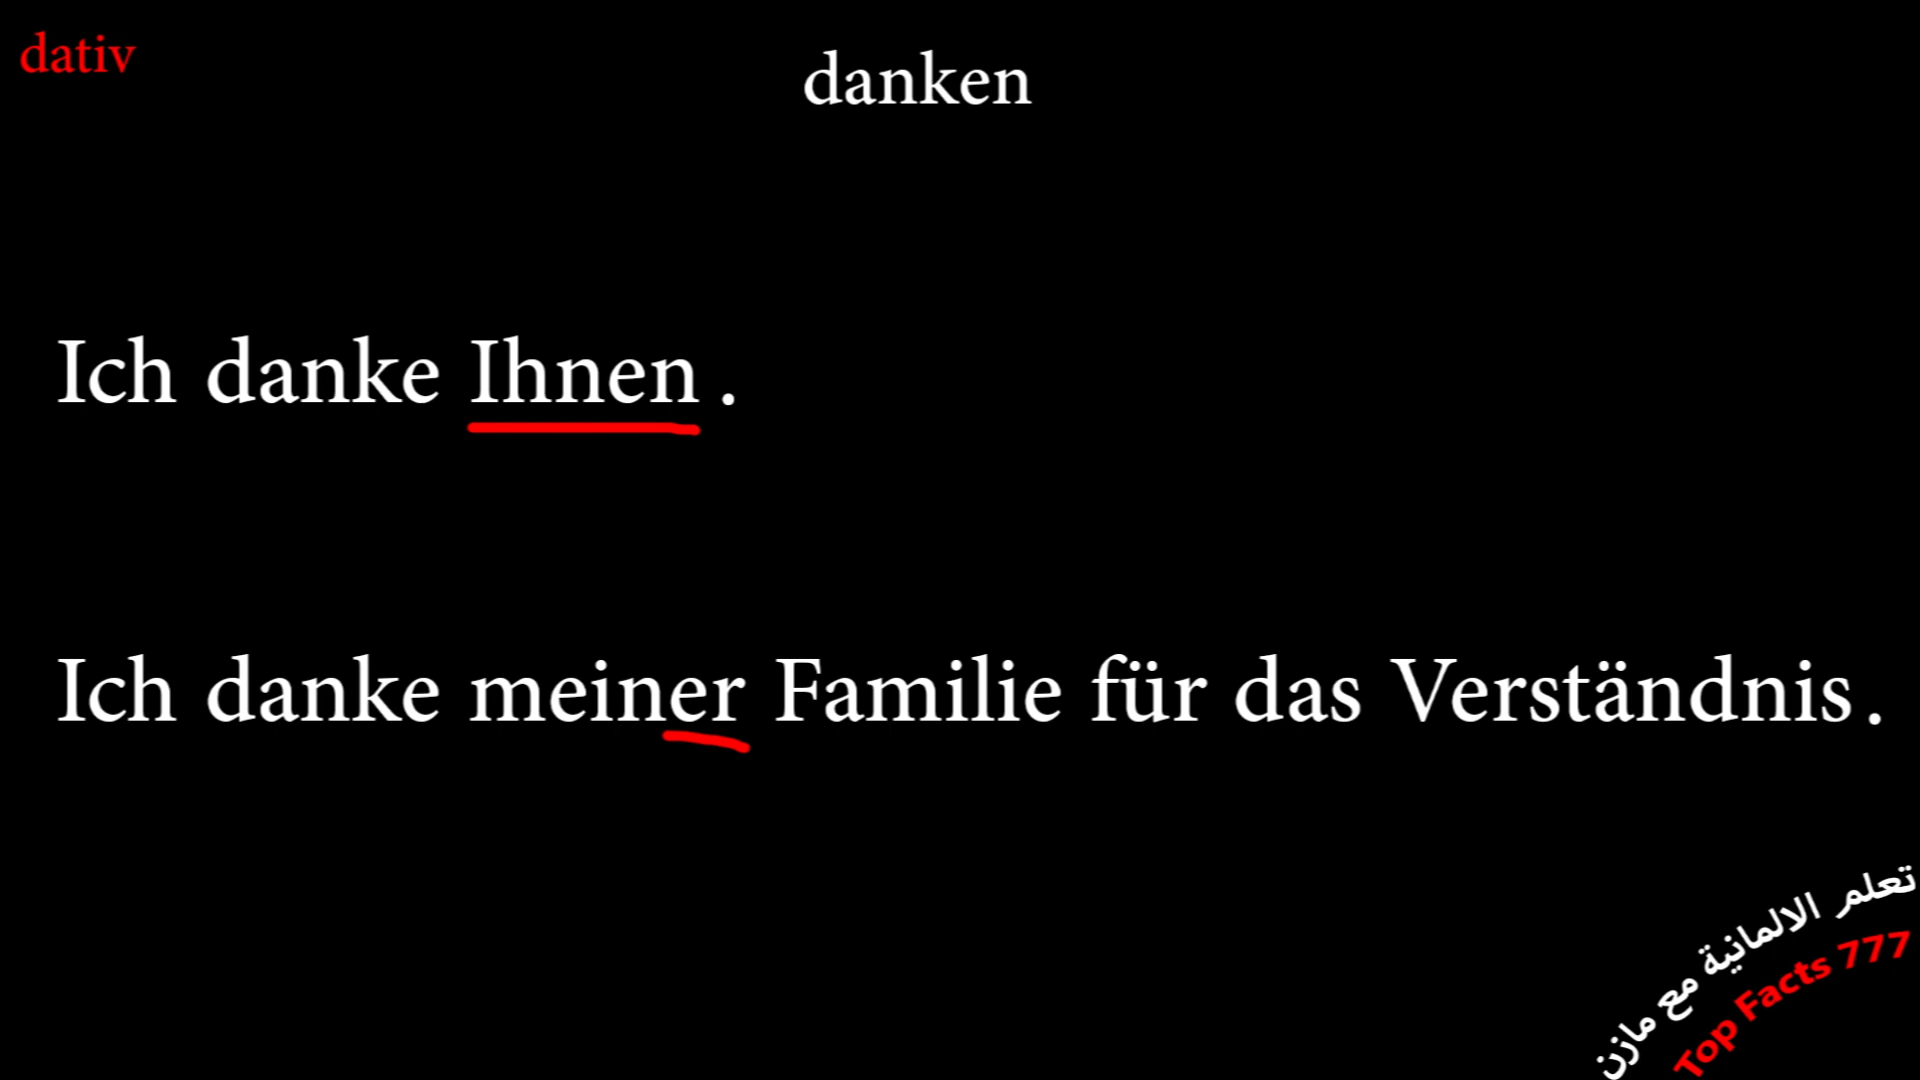 dativ
danken
Ich danke Ihnen .
Ich danke meiner Familie für das Verständnis .
تعلم الالمانية مع مازن
Top Facts 777